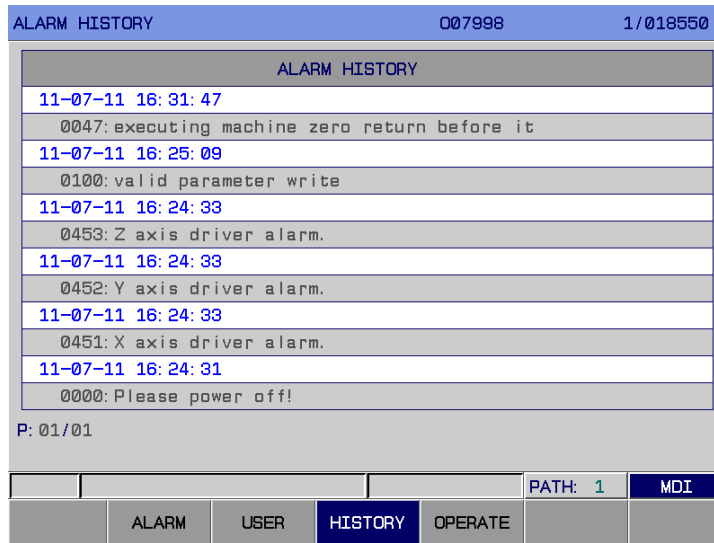 ALARM HISTORY O07998 1/018550
ALARM HISTORY
11-07-11 16:31:47
0047:executing machine zero return before it
11-07-11 16:25:09
0100:valid parameter write
11-07-11 16:24:33
0453:Z axis driver alarm.
11-07-11 16:24:33
0452:Y axis driver alarm.
11-07-11 16:24:33
0451:X axis driver alarm.
11-07-11 16:24:31
0000:Please power off!
P:01/01
PATH: 1 MDI
ALARM USER HISTORY OPERATE